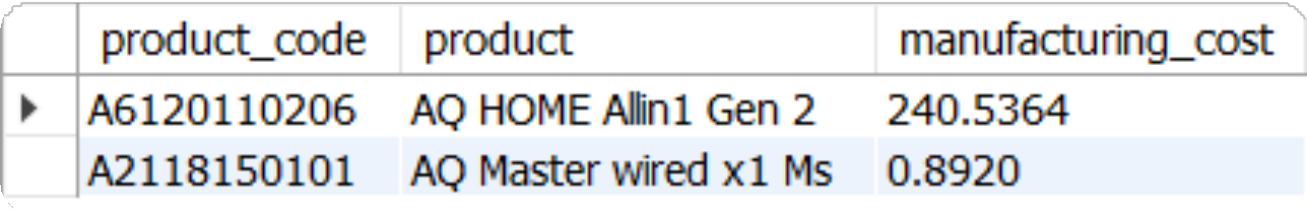 product_code product manufacturing_cost
A6120110206 AQ HOME Allin1 Gen 2 240.5364
A2118150101 AQ Master wired x1 Ms 0.8920